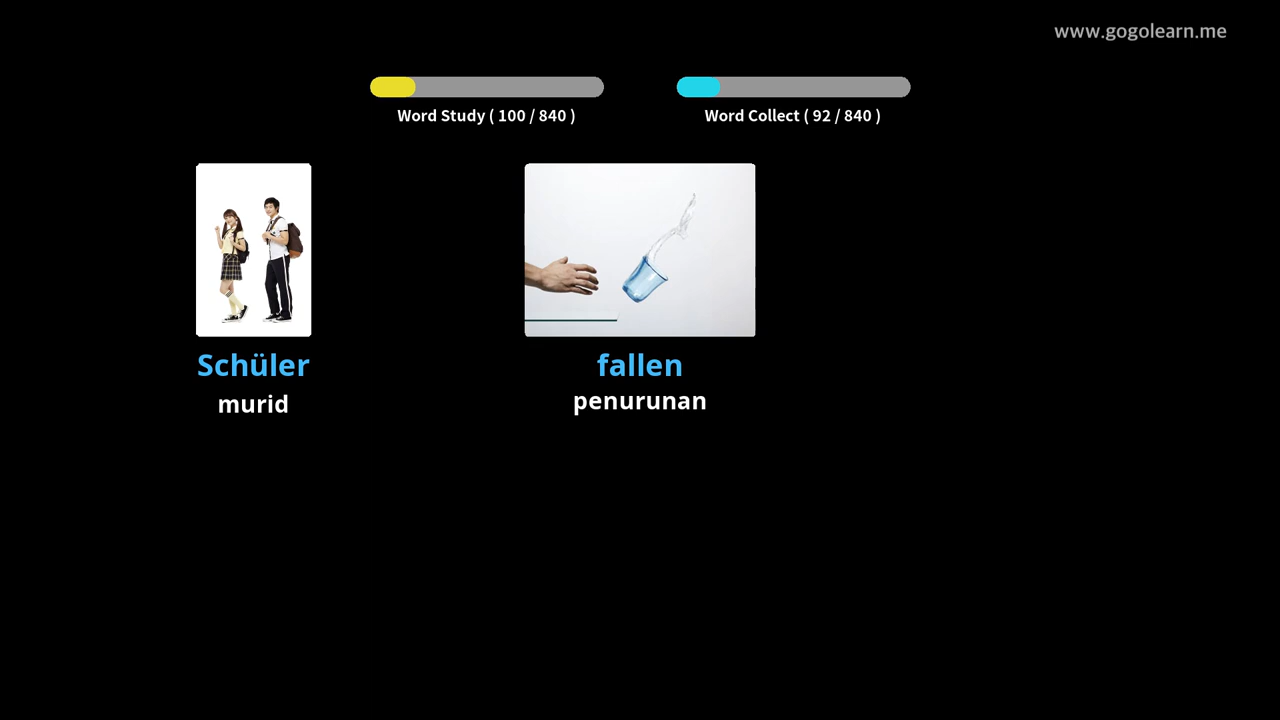 www.gogolearn.me
Word Study ( 100 / 840 )
Word Collect ( 92 / 840 )
Schüler
murid
fallen
penurunan